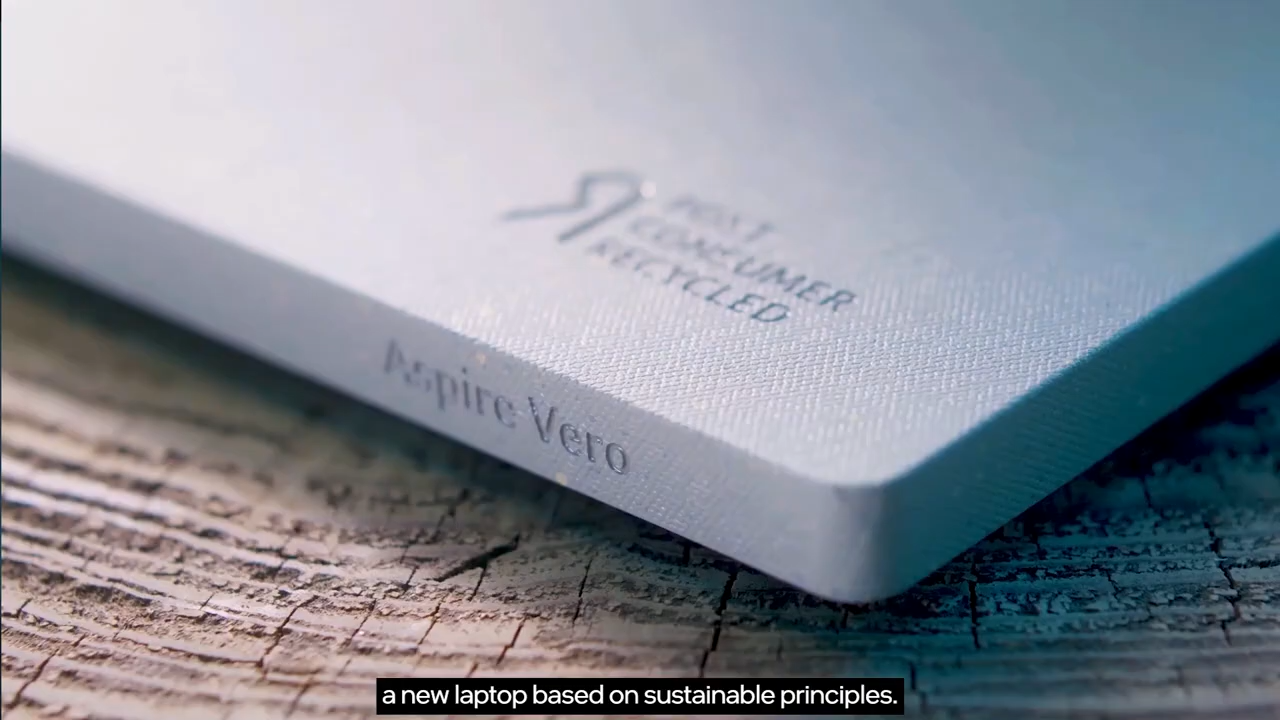 POST
CONSUMER
RECYCLED
Aspire Vero
a new laptop based on sustainable principles.